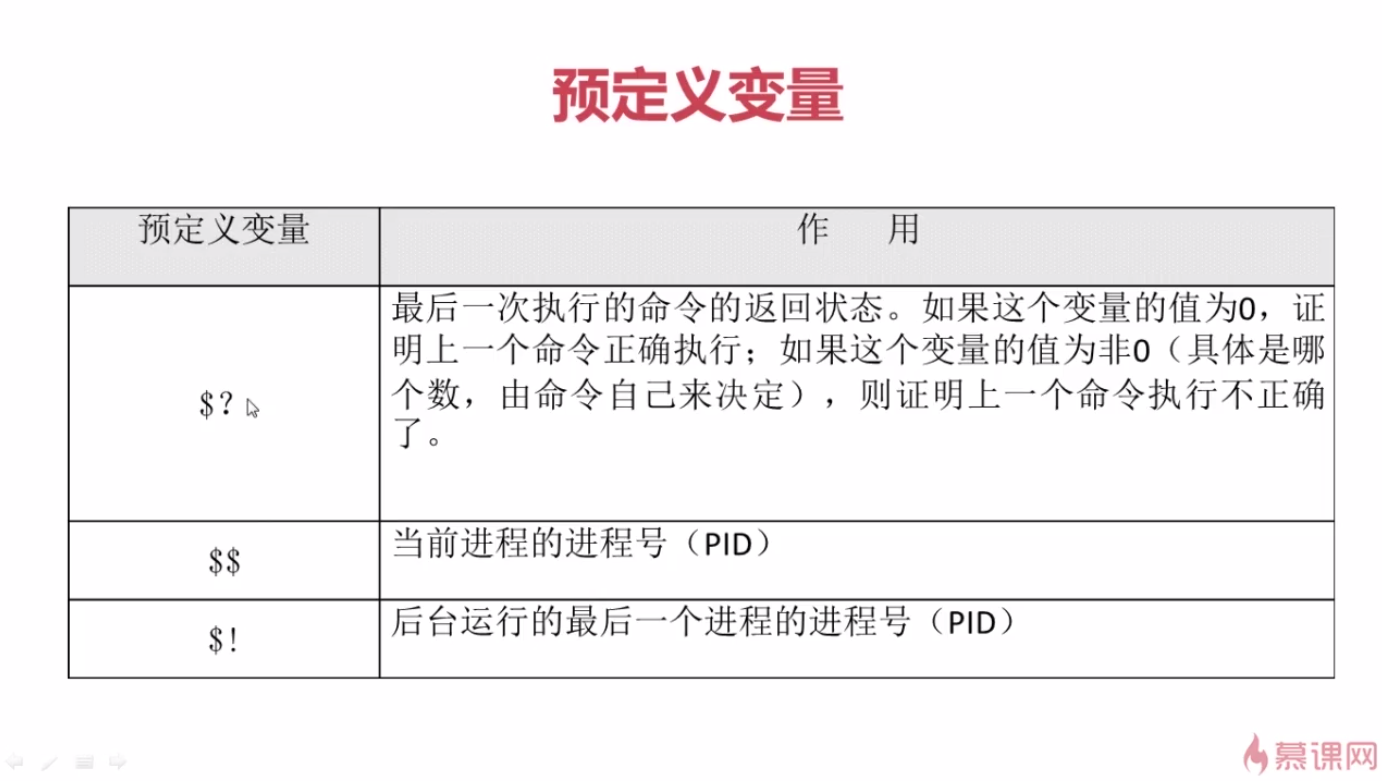 预定义变量
预定义变量
作 用
$?
最后一次执行的命令的返回状态。如果这个变量的值为0，证
明上一个命令正确执行；如果这个变量的值为非0（具体是哪
个数，由命令自己来决定），则证明上一个命令执行不正确
了。
$$
当前进程的进程号（PID）
$!
后台运行的最后一个进程的进程号（PID）
慕课网